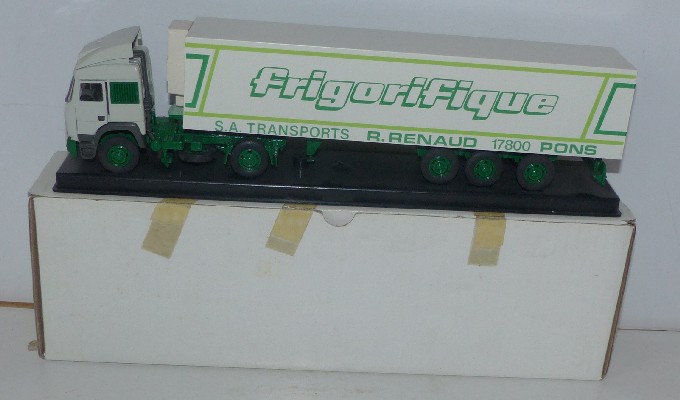 frigorifique
S.A. TRANSPORTS R.RENAUD 17800 PONS